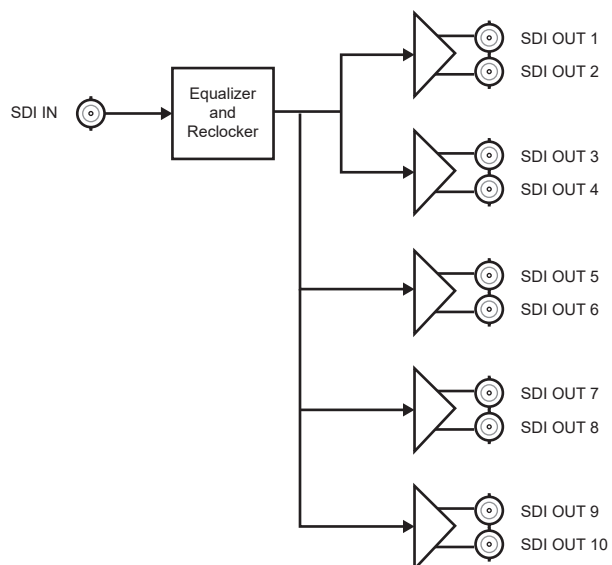 SDI IN
Equalizer
and
Reclocker
SDI OUT 1
SDI OUT 2
SDI OUT 3
SDI OUT 4
SDI OUT 5
SDI OUT 6
SDI OUT 7
SDI OUT 8
SDI OUT 9
SDI OUT 10